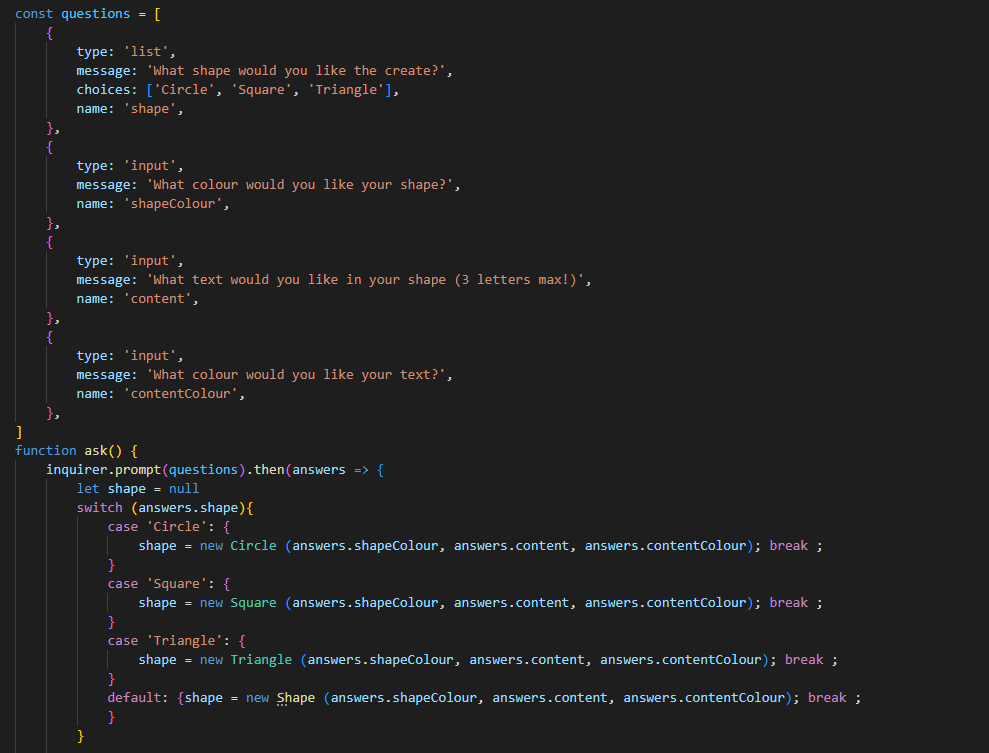 const questions = [
    {
        type: 'list',
        message: 'What shape would you like the create?',
        choices: ['Circle', 'Square', 'Triangle'],
        name: 'shape',
    },
    {
        type: 'input',
        message: 'What colour would you like your shape?',
        name: 'shapeColour',
    },
    {
        type: 'input',
        message: 'What text would you like in your shape (3 letters max!)',
        name: 'content',
    },
    {
        type: 'input',
        message: 'What colour would you like your text?',
        name: 'contentColour',
    },
]
function ask() {
    inquirer.prompt(questions).then(answers => {
        let shape = null
        switch (answers.shape){
            case 'Circle': {
                shape = new Circle (answers.shapeColour, answers.content, answers.contentColour); break ;
            }
            case 'Square': {
                shape = new Square (answers.shapeColour, answers.content, answers.contentColour); break ;
            }
            case 'Triangle': {
                shape = new Triangle (answers.shapeColour, answers.content, answers.contentColour); break ;
            }
            default: {shape = new Shape (answers.shapeColour, answers.content, answers.contentColour); break ;
            }
        }